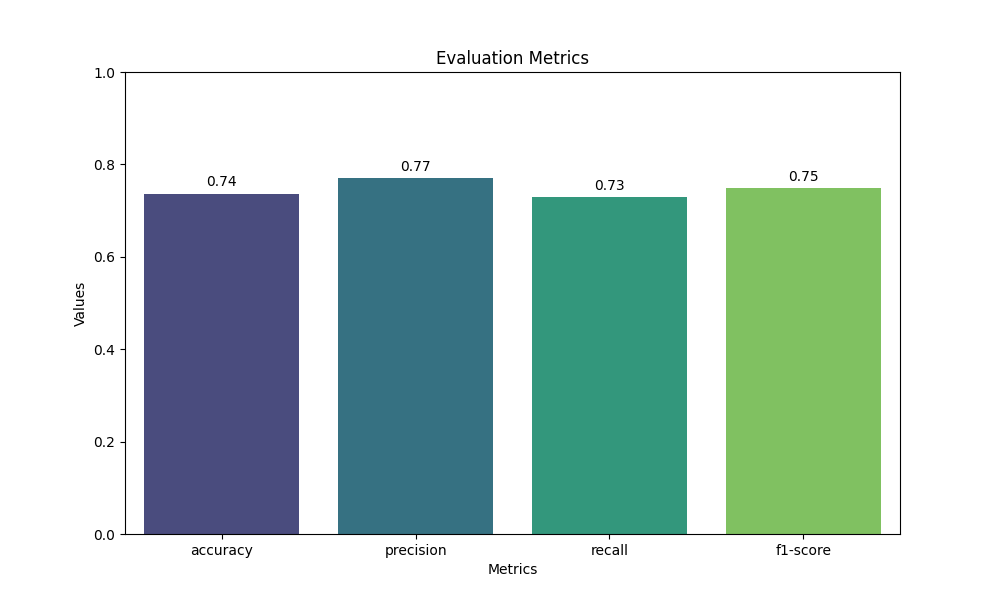 Evaluation Metrics
1.0
0.8
0.6
0.4
0.2
0.0
Values
0.74
0.77
0.73
0.75
accuracy
precision
recall
f1-score
Metrics